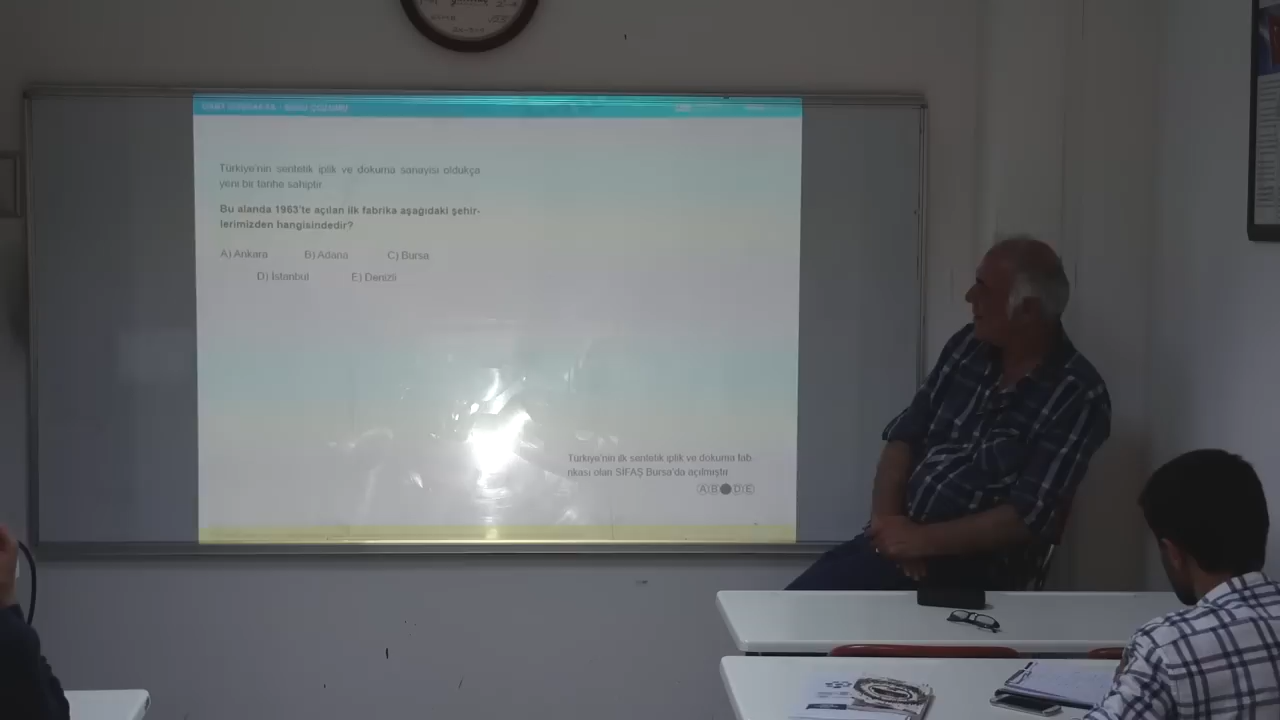 Türkiye'nin sentetik iplik ve dokuma sanayisi oldukça
yeni bir tarihe sahiptir.
Bu alanda 1963'te açılan ilk fabrika aşağıdaki şehir-
lerimizden hangisindedir?
A) Ankara B) Adana C) Bursa
D) İstanbul E) Denizli
Türkiye'nin ilk sentetik iplik ve dokuma fab
rikası olan SİFAŞ Bursa'da açılmıştır.
A B D E